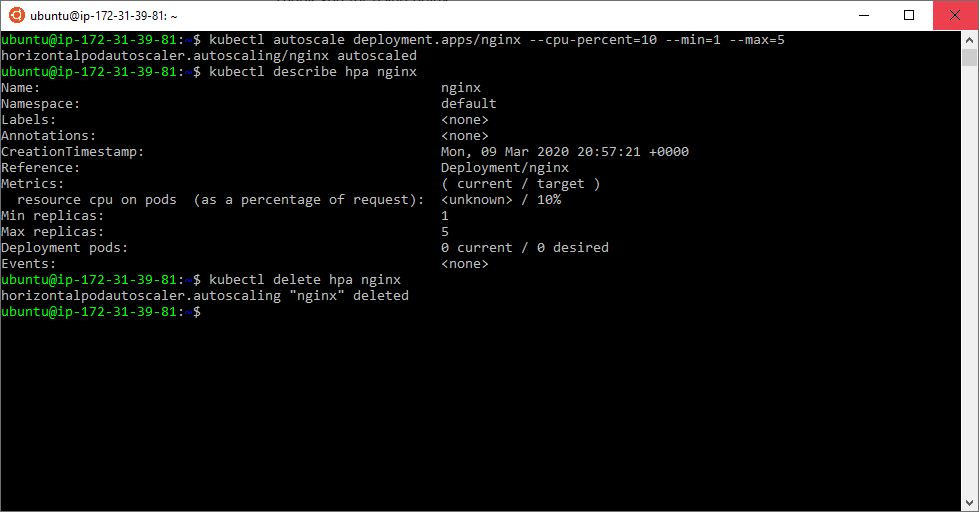 ubuntu@ip-172-31-39-81: ~
ubuntu@ip-172-31-39-81:~$ kubectl autoscale deployment.apps/nginx --cpu-percent=10 --min=1 --max=5
horizontalpodautoscaler.autoscaling/nginx autoscaled
ubuntu@ip-172-31-39-81:~$ kubectl describe hpa nginx
Name:                                                  nginx
Namespace:                                             default
Labels:                                                <none>
Annotations:                                           <none>
CreationTimestamp:                                     Mon, 09 Mar 2020 20:57:21 +0000
Reference:                                             Deployment/nginx
Metrics:                                               ( current / target )
  resource cpu on pods  (as a percentage of request):  <unknown> / 10%
Min replicas:                                          1
Max replicas:                                          5
Deployment pods:                                       0 current / 0 desired
Events:                                                <none>
ubuntu@ip-172-31-39-81:~$ kubectl delete hpa nginx
horizontalpodautoscaler.autoscaling "nginx" deleted
ubuntu@ip-172-31-39-81:~$